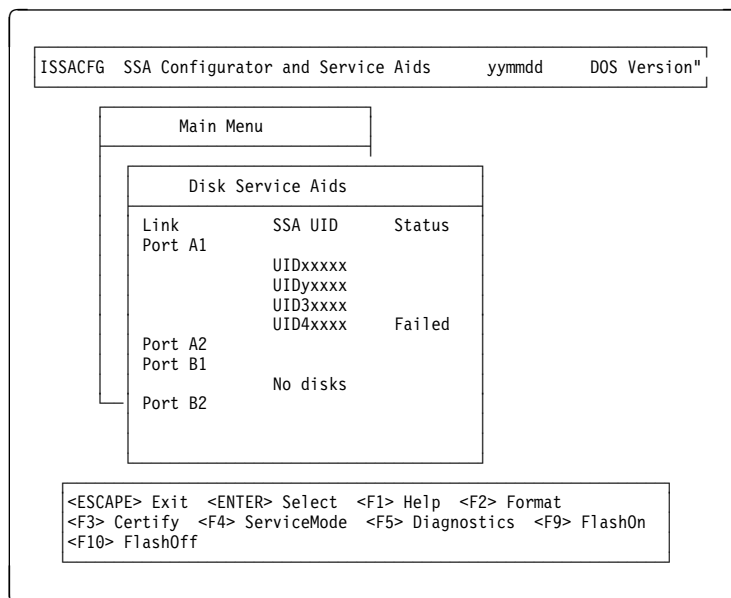 ISSACFG SSA Configurator and Service Aids yymmdd DOS Version"
Main Menu
Disk Service Aids
Link SSA UID Status
Port A1
UIDxxxxx
UIDyxxxx
UID3xxxx
UID4xxxx Failed
Port A2
Port B1
No disks
Port B2
<ESCAPE> Exit <ENTER> Select <F1> Help <F2> Format
<F3> Certify <F4> ServiceMode <F5> Diagnostics <F9> FlashOn
<F10> FlashOff